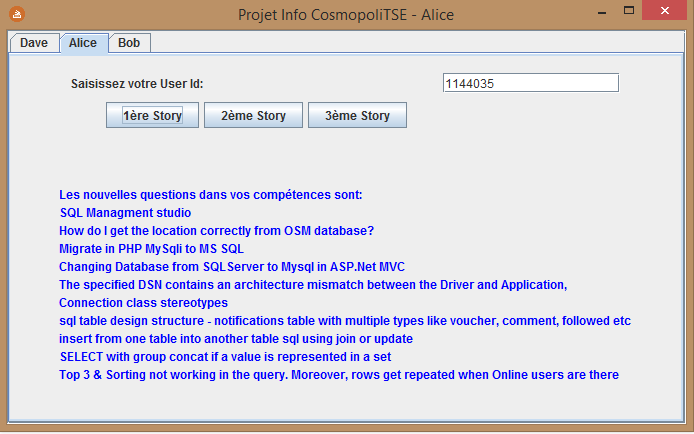 Projet Info CosmopoliTSE - Alice
Dave Alice Bob
Saisissez votre User Id: 1144035
1ère Story 2ème Story 3ème Story
Les nouvelles questions dans vos compétences sont:
SQL Managment studio
How do I get the location correctly from OSM database?
Migrate in PHP MySqli to MS SQL
Changing Database from SQLServer to Mysql in ASP.Net MVC
The specified DSN contains an architecture mismatch between the Driver and Application,
Connection class stereotypes
sql table design structure - notifications table with multiple types like voucher, comment, followed etc
insert from one table into another table sql using join or update
SELECT with group concat if a value is represented in a set
Top 3 & Sorting not working in the query. Moreover, rows get repeated when Online users are there